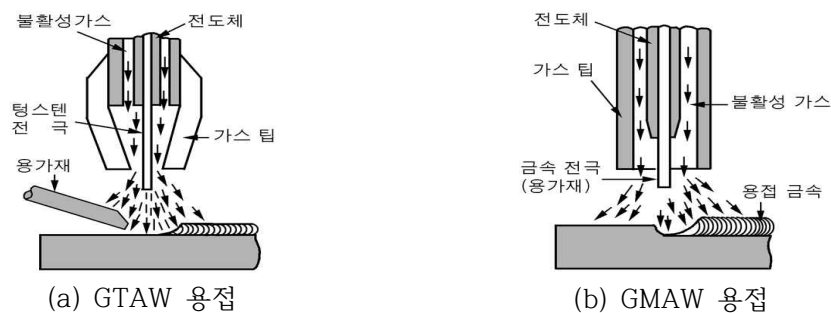 불활성가스
전도체
텅스텐
전 극
가스 팁
용가재
(a) GTAW 용접
전도체
가스 팁
불활성 가스
금속 전극
(용가재)
용접 금속
(b) GMAW 용접